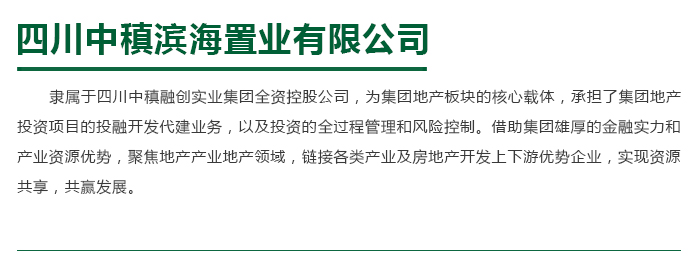 四川中稹滨海置业有限公司
隶属于四川中稹融创实业集团全资控股公司，为集团地产板块的核心载体，承担了集团地产
投资项目的投融开发代建业务，以及投资的全过程管理和风险控制。借助集团雄厚的金融实力和
产业资源优势，聚焦地产产业地产领域，链接各类产业及房地产开发上下游优势企业，实现资源
共享，共赢发展。